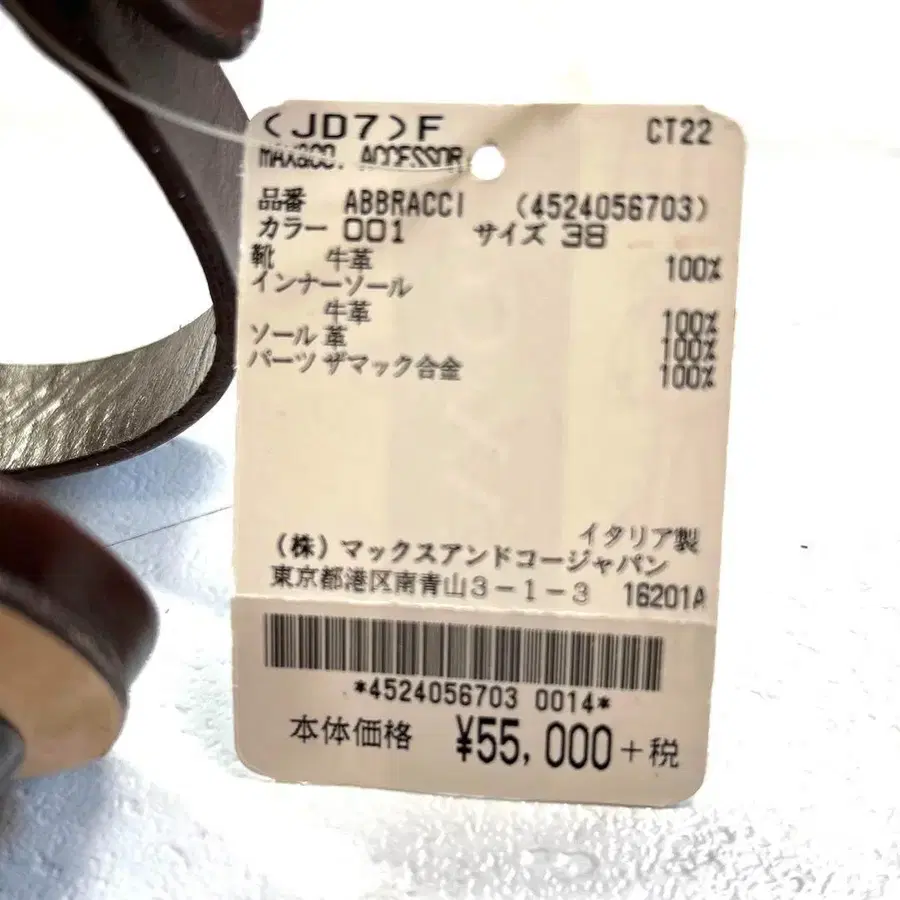 (JD7)F CT22
MAX&CO. ACCESSOR
品番 ABBRACCI (4524056703)
カラー 001 サイズ 38
靴 牛革 100%
インナーソール
牛革 100%
ソール 革 100%
パーツ ザマック合金 100%
イタリア製
(株)マックスアンドコージャパン
東京都港区南青山3-1-3 16201A
*4524056703 0014*
本体価格 ¥55,000+税